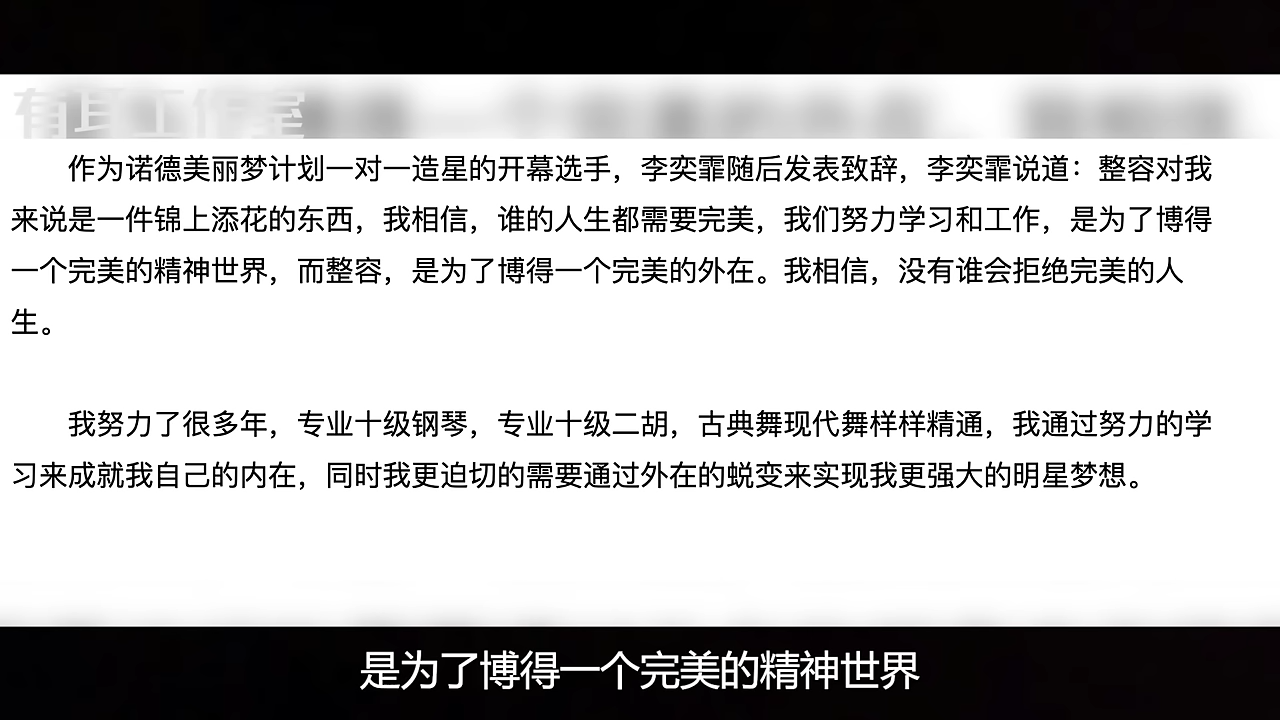 有耳工作室
作为诺德美丽梦计划一对一造星的开幕选手，李奕霏随后发表致辞，李奕霏说道：整容对我
来说是一件锦上添花的东西，我相信，谁的人生都需要完美，我们努力学习和工作，是为了博得
一个完美的精神世界，而整容，是为了博得一个完美的外在。我相信，没有谁会拒绝完美的人
生。
我努力了很多年，专业十级钢琴，专业十级二胡，古典舞现代舞样样精通，我通过努力的学
习来成就我自己的内在，同时我更迫切的需要通过外在的蜕变来实现我更强大的明星梦想。
是为了博得一个完美的精神世界